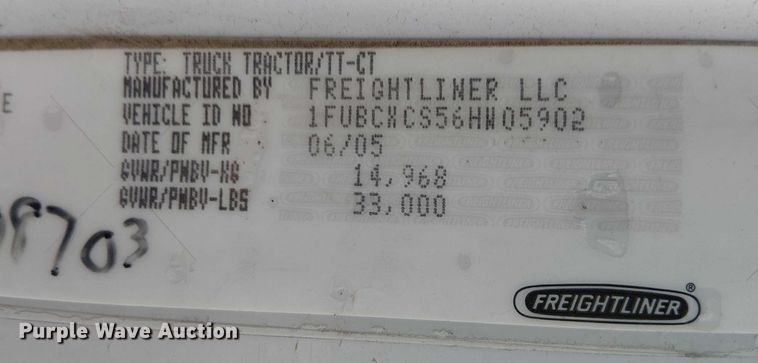 TYPE: TRUCK TRACTOR/TT-CT
MANUFACTURED BY FREIGHTLINER LLC
E
VEHICLE ID NO 1FUBCXCS56HW05902
DATE OF MFR 06/05
GVWR/PNBV-KG 14,968
GVWR/PNBV-LBS 33,000
08703
FREIGHTLINER ®
Purple Wave Auction